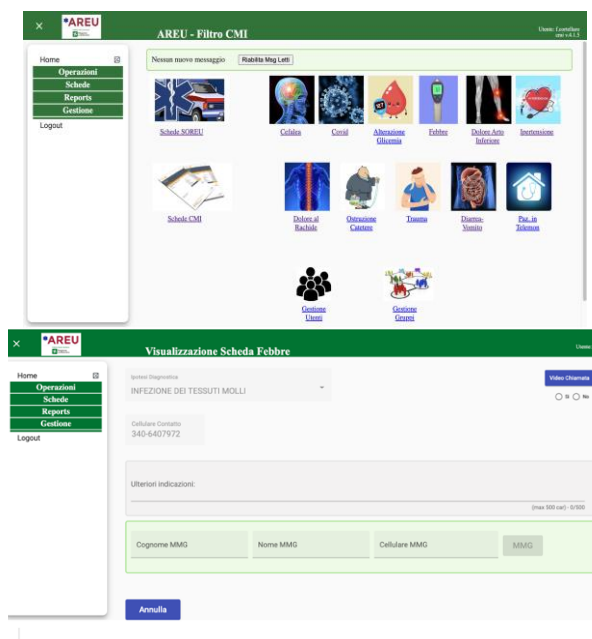 ×
AREU
AREU - Filtro CMI
cmi v.4.1.5
Home
Operazioni
Schede
Reports
Gestione
Logout
Nessun nuovo messaggio
Riabilita Msg Letti
Schede SOREU
Cefalea
Covid
Alterazione
Glicemia
Febbre
Dolore Arto
Inferiore
Ipertensione
Schede CMI
Dolore al
Rachide
Ostruzione
Catetere
Trauma
Diarrea-
Vomito
Paz. in
Telemon
Gestione
Utenti
Gestione
Gruppi
×
AREU
Visualizzazione Scheda Febbre
Utente
Home
Operazioni
Schede
Reports
Gestione
Logout
Ipotesi Diagnostica
INFEZIONE DEI TESSUTI MOLLI
Video Chiamata
Si No
Cellulare Contatto
340-6407972
Ulteriori indicazioni:
(max 500 car) - 0/500
Cognome MMG
Nome MMG
Cellulare MMG
MMG
Annulla